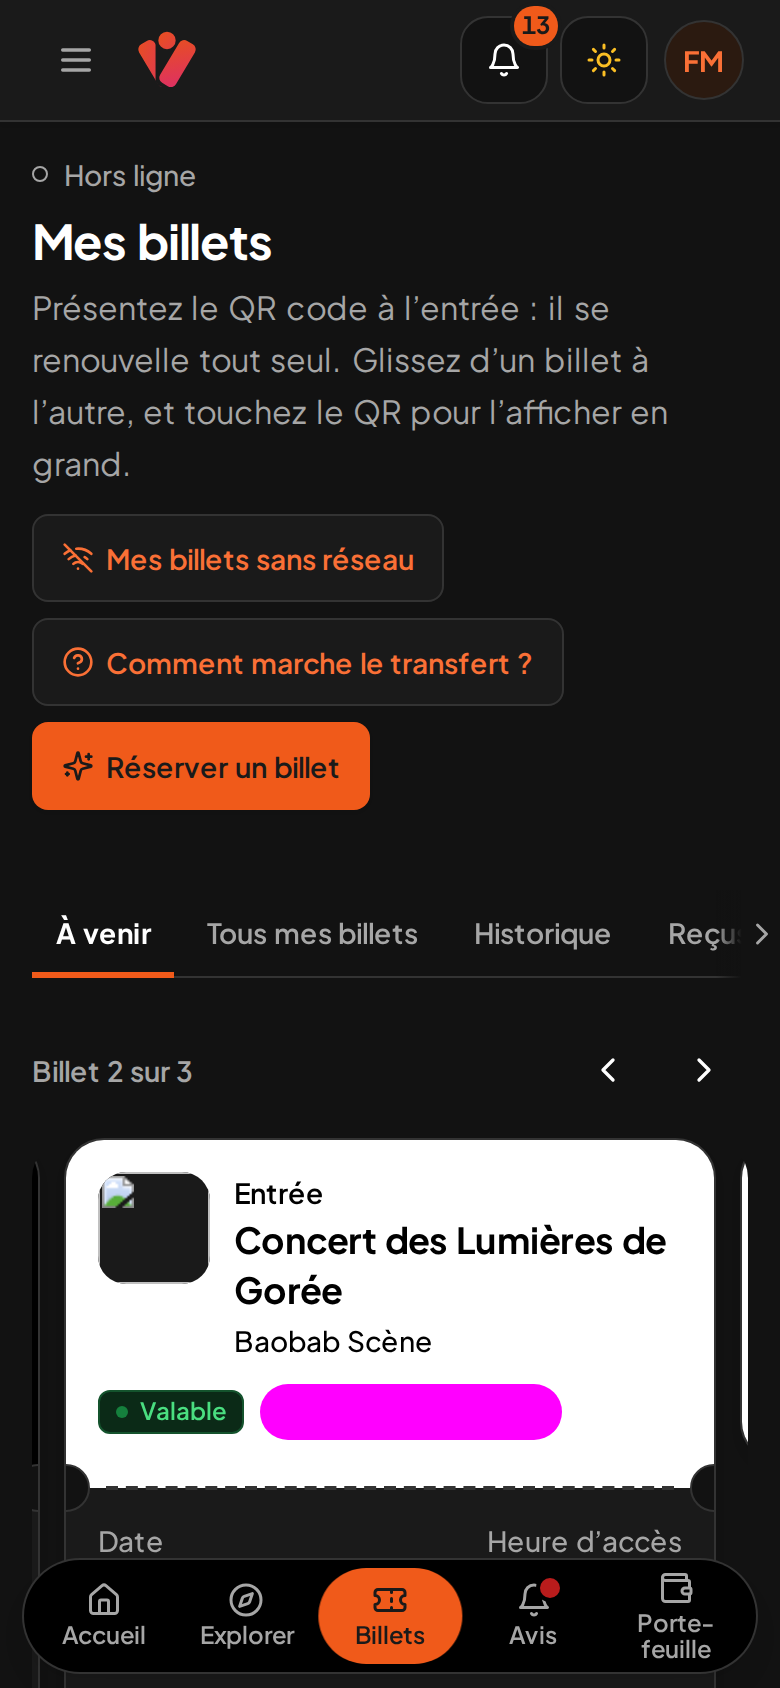 13
FM
Hors ligne
Mes billets
Présentez le QR code à l’entrée : il se
renouvelle tout seul. Glissez d’un billet à
l’autre, et touchez le QR pour l’afficher en
grand.
Mes billets sans réseau
Comment marche le transfert ?
Réserver un billet
À venir
Tous mes billets
Historique
Reçus
Billet 2 sur 3
Entrée
Concert des Lumières de
Gorée
Baobab Scène
Valable
Date
Heure d’accès
Accueil
Explorer
Billets
Avis
Porte-
feuille